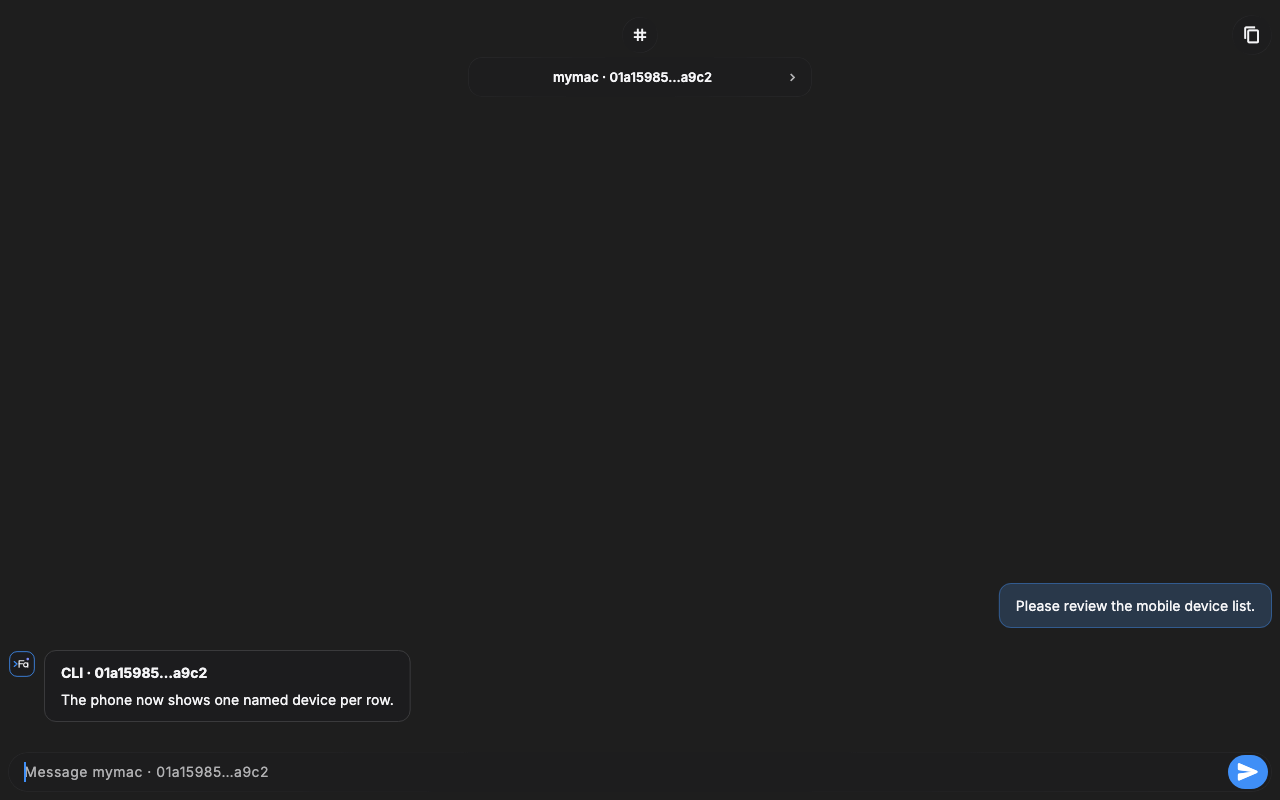 #
mymac · 01a15985...a9c2
Please review the mobile device list.
>Fa
CLI · 01a15985...a9c2
The phone now shows one named device per row.
Message mymac · 01a15985...a9c2